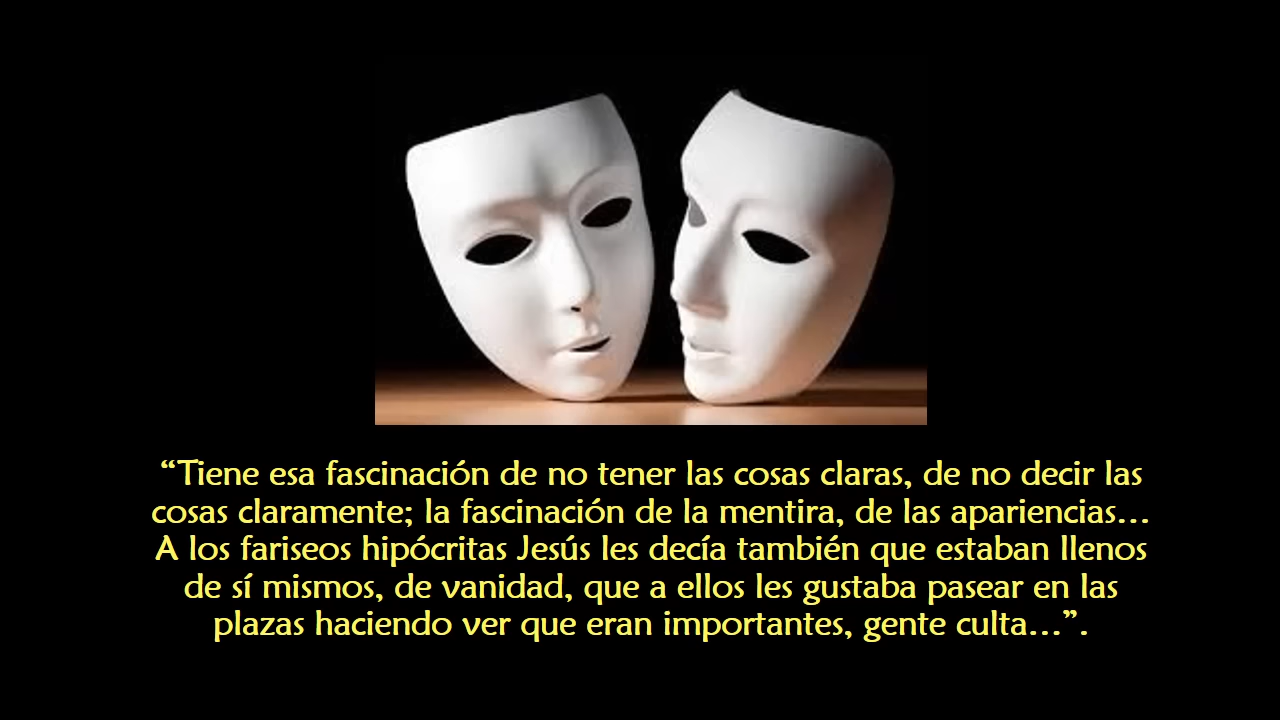 “Tiene esa fascinación de no tener las cosas claras, de no decir las
cosas claramente; la fascinación de la mentira, de las apariencias…
A los fariseos hipócritas Jesús les decía también que estaban llenos
de sí mismos, de vanidad, que a ellos les gustaba pasear en las
plazas haciendo ver que eran importantes, gente culta…”.